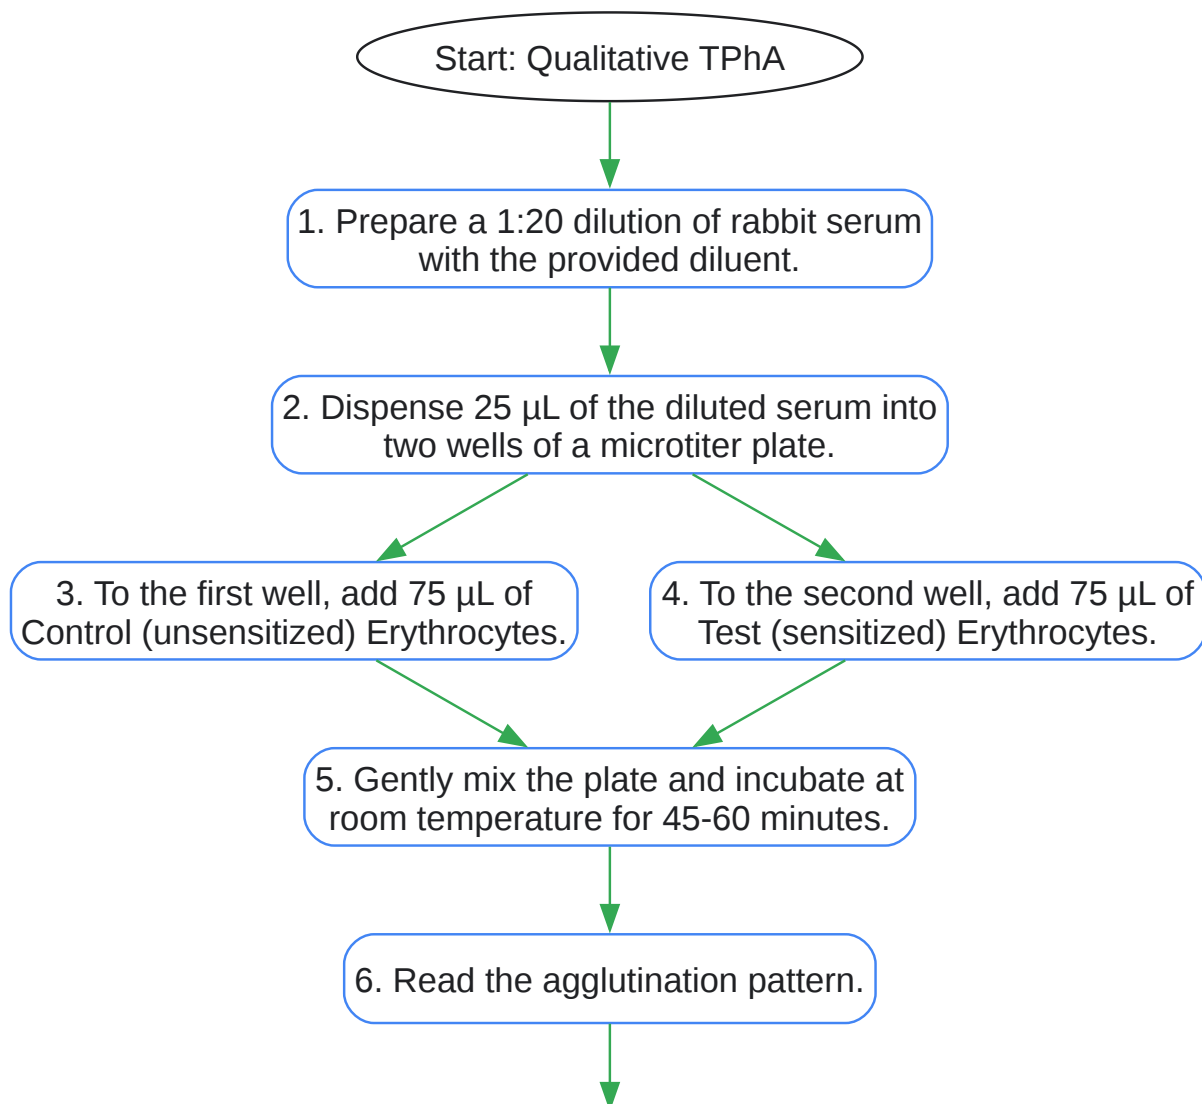 Start: Qualitative TPhA
1. Prepare a 1:20 dilution of rabbit serum
with the provided diluent.
2. Dispense 25 µL of the diluted serum into
two wells of a microtiter plate.
3. To the first well, add 75 µL of
Control (unsensitized) Erythrocytes.
4. To the second well, add 75 µL of
Test (sensitized) Erythrocytes.
5. Gently mix the plate and incubate at
room temperature for 45-60 minutes.
6. Read the agglutination pattern.